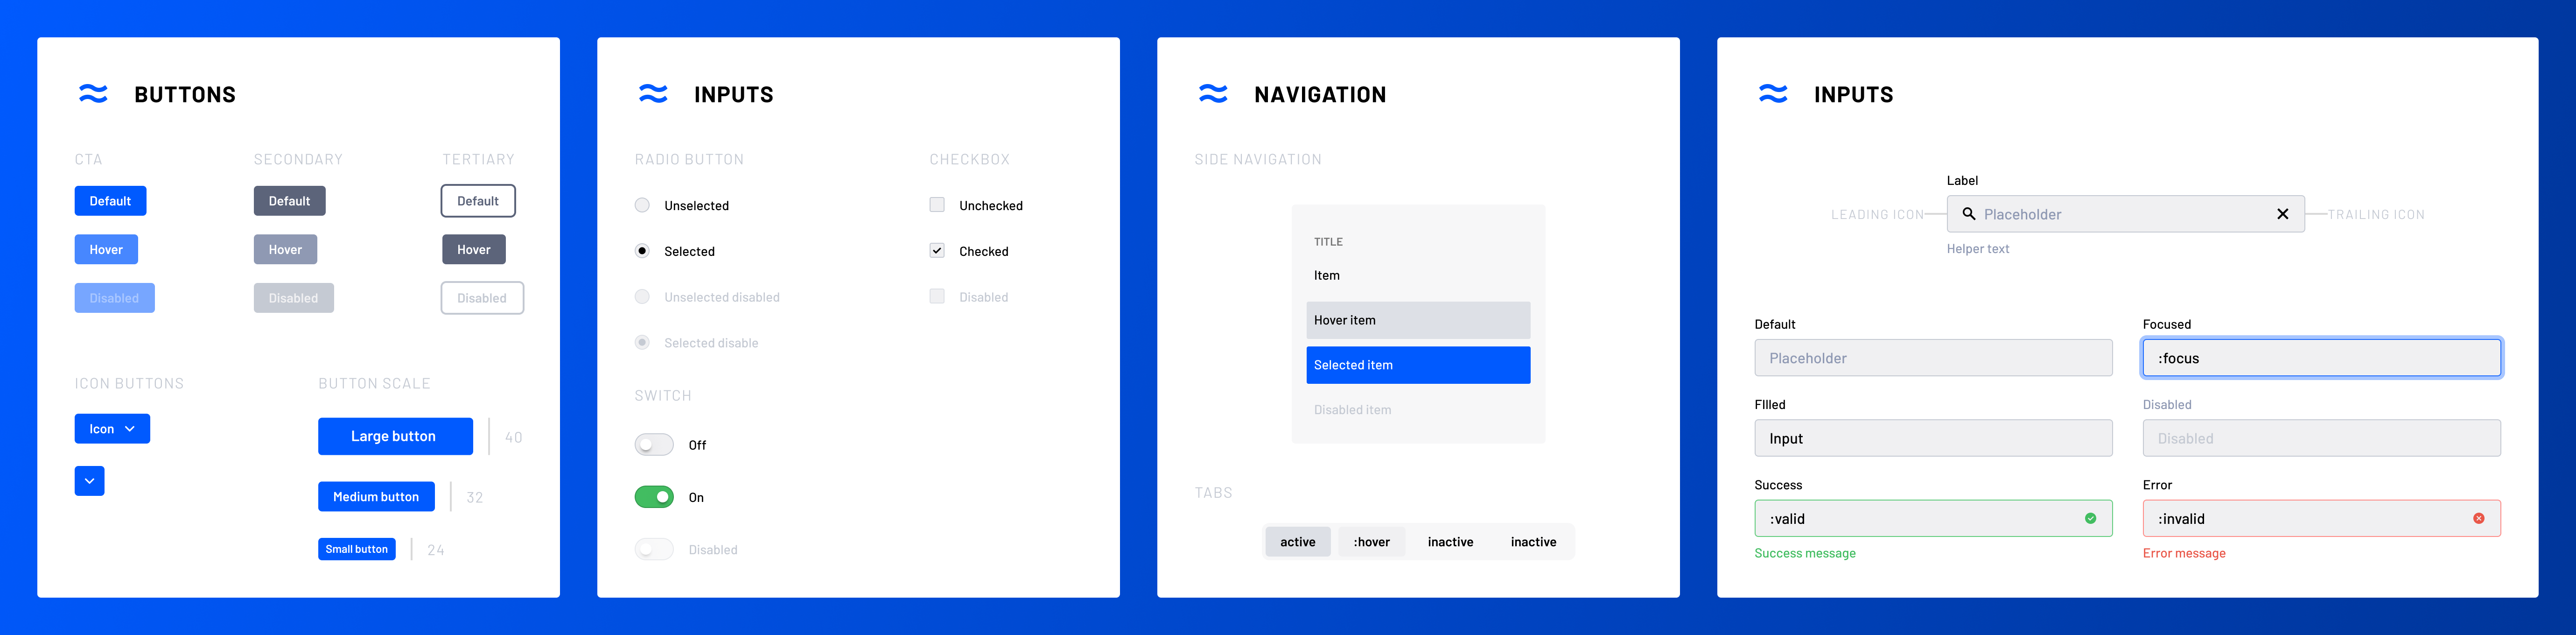 BUTTONS
CTA
SECONDARY
TERTIARY
Default
Default
Default
Hover
Hover
Hover
Disabled
Disabled
Disabled
ICON BUTTONS
BUTTON SCALE
Icon
Large button
40
Medium button
32
Small button
24
INPUTS
RADIO BUTTON
CHECKBOX
Unselected
Unchecked
Selected
Checked
Unselected disabled
Disabled
Selected disable
SWITCH
Off
On
Disabled
NAVIGATION
SIDE NAVIGATION
TITLE
Item
Hover item
Selected item
Disabled item
TABS
active
:hover
inactive
inactive
INPUTS
Label
LEADING ICON
Placeholder
TRAILING ICON
Helper text
Default
Focused
Placeholder
:focus
FIlled
Disabled
Input
Disabled
Success
Error
:valid
:invalid
Success message
Error message